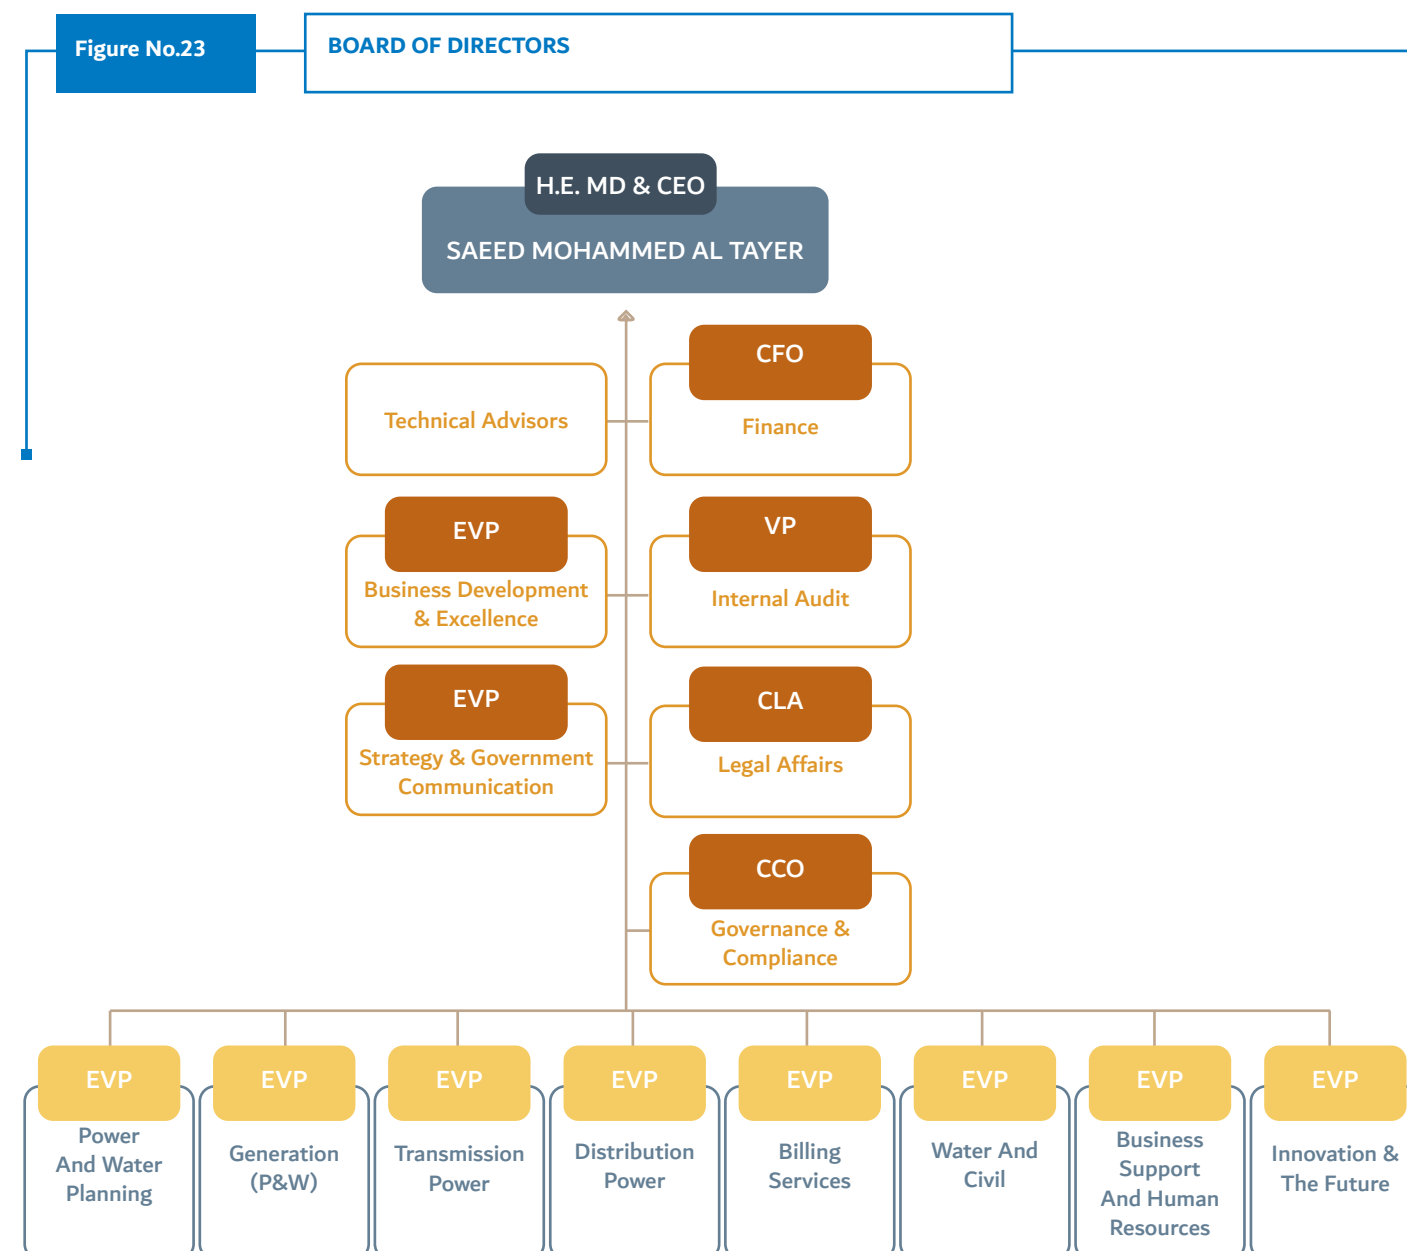 Figure No.23
BOARD OF DIRECTORS
H.E. MD & CEO
SAEED MOHAMMED AL TAYER
Technical Advisors
CFO
Finance
EVP
Business Development
& Excellence
VP
Internal Audit
EVP
Strategy & Government
Communication
CLA
Legal Affairs
CCO
Governance &
Compliance
EVP
Power
And Water
Planning
EVP
Generation
(P&W)
EVP
Transmission
Power
EVP
Distribution
Power
EVP
Billing
Services
EVP
Water And
Civil
EVP
Business
Support
And Human
Resources
EVP
Innovation &
The Future